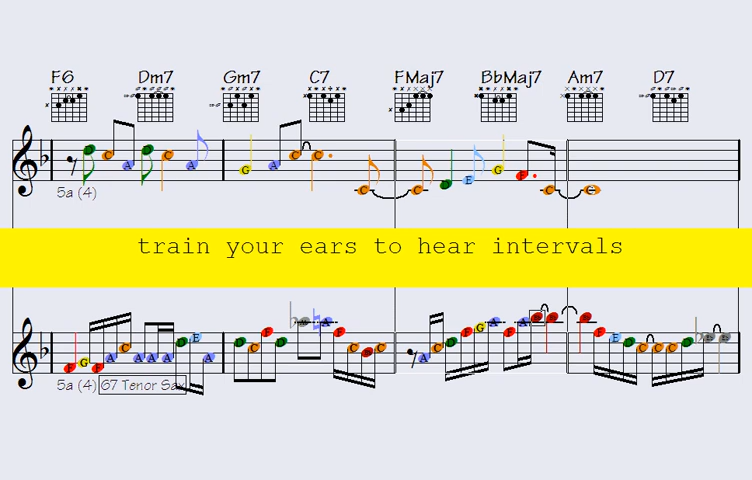 F6 Dm7 Gm7 C7 FMaj7 BbMaj7 Am7 D7
D C A D C A G A C C C C D E G F C C
5a (4)
train your ears to hear intervals
F G F A C A A A D E A D C F D A F C B C A C D F G A F A B B F E D C C C D B B
5a (4) 67 Tenor Sax